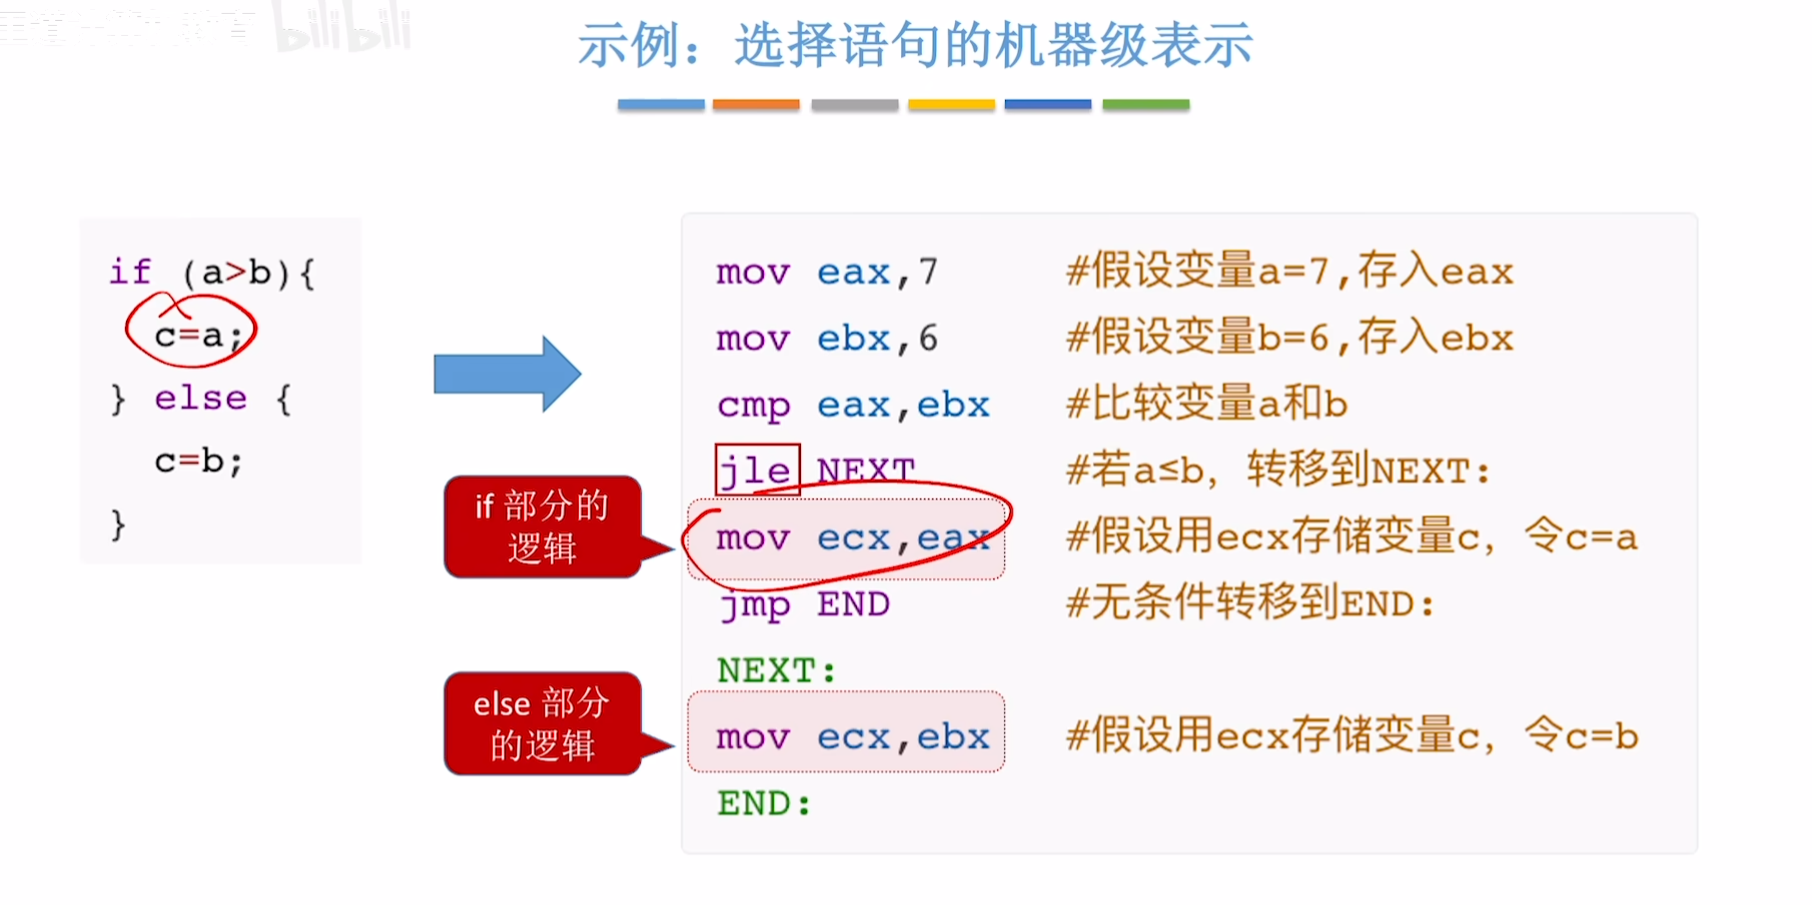 bilibili
示例：选择语句的机器级表示
if (a>b){
c=a;
} else {
c=b;
}
if 部分的
逻辑
else 部分
的逻辑
mov eax,7 #假设变量a=7,存入eax
mov ebx,6 #假设变量b=6,存入ebx
cmp eax,ebx #比较变量a和b
jle NEXT #若a≤b，转移到NEXT:
mov ecx,eax #假设用ecx存储变量c，令c=a
jmp END #无条件转移到END:
NEXT:
mov ecx,ebx #假设用ecx存储变量c，令c=b
END: